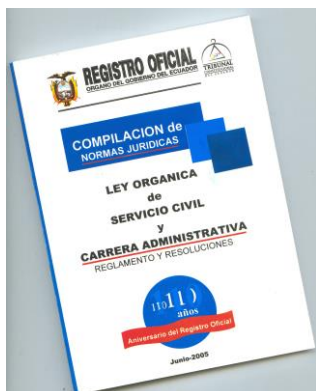 REGISTRO OFICIAL
ORGANO DEL GOBIERNO DEL ECUADOR
TRIBUNAL
COMPILACION de
NORMAS JURIDICAS
LEY ORGANICA
de
SERVICIO CIVIL
y
CARRERA ADMINISTRATIVA
REGLAMENTO Y RESOLUCIONES
110
años
Aniversario del Registro Oficial
Junio-2005